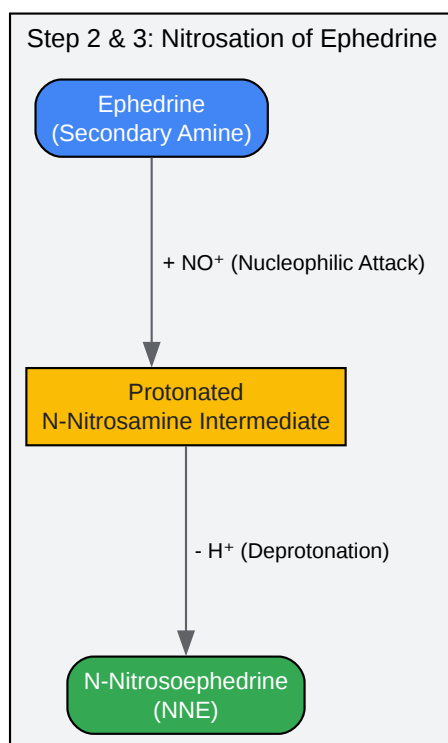 Step 2 & 3: Nitrosation of Ephedrine
Ephedrine
(Secondary Amine)
+ NO⁺ (Nucleophilic Attack)
Protonated
N-Nitrosamine Intermediate
- H⁺ (Deprotonation)
N-Nitrosoephedrine
(NNE)